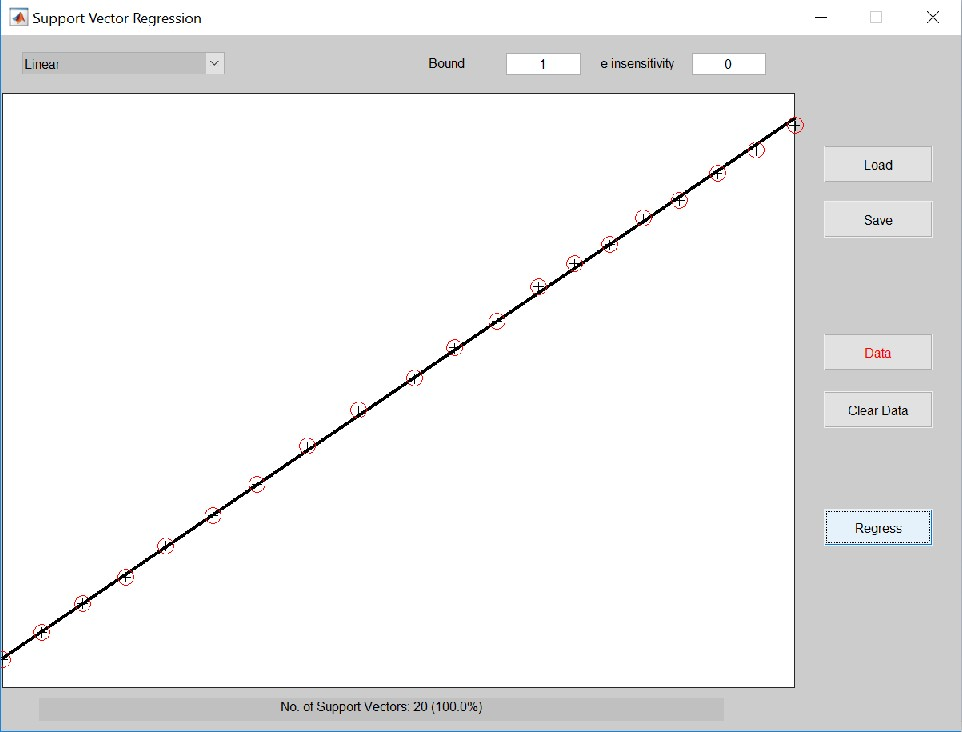 Support Vector Regression
Linear
Bound 1 e insensitivity 0
Load
Save
Data
Clear Data
Regress
No. of Support Vectors: 20 (100.0%)